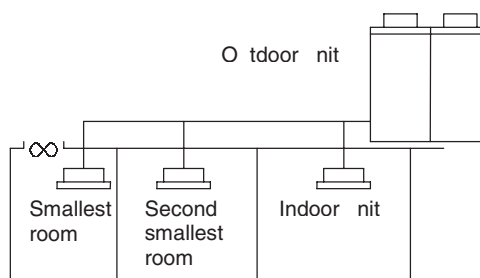 O tdoor nit
Smallest
room
Second
smallest
room
Indoor nit